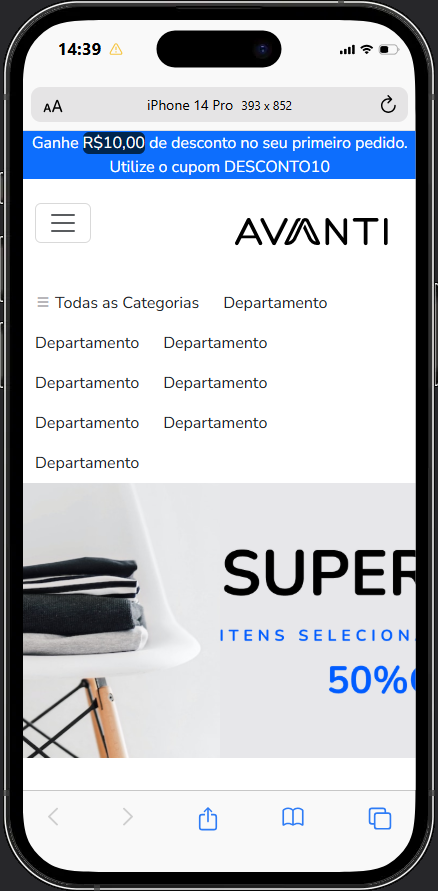 14:39
AA
iPhone 14 Pro 393 x 852
Ganhe R$10,00 de desconto no seu primeiro pedido.
Utilize o cupom DESCONTO10
AVANTI
Todas as Categorias Departamento
Departamento Departamento
Departamento Departamento
Departamento Departamento
Departamento
SUPER
ITENS SELECION
50%